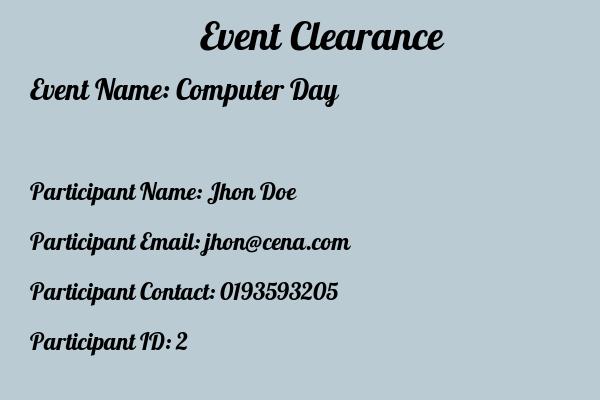 Event Clearance
Event Name: Computer Day
Participant Name: Jhon Doe
Participant Email: jhon@cena.com
Participant Contact: 0193593205
Participant ID: 2